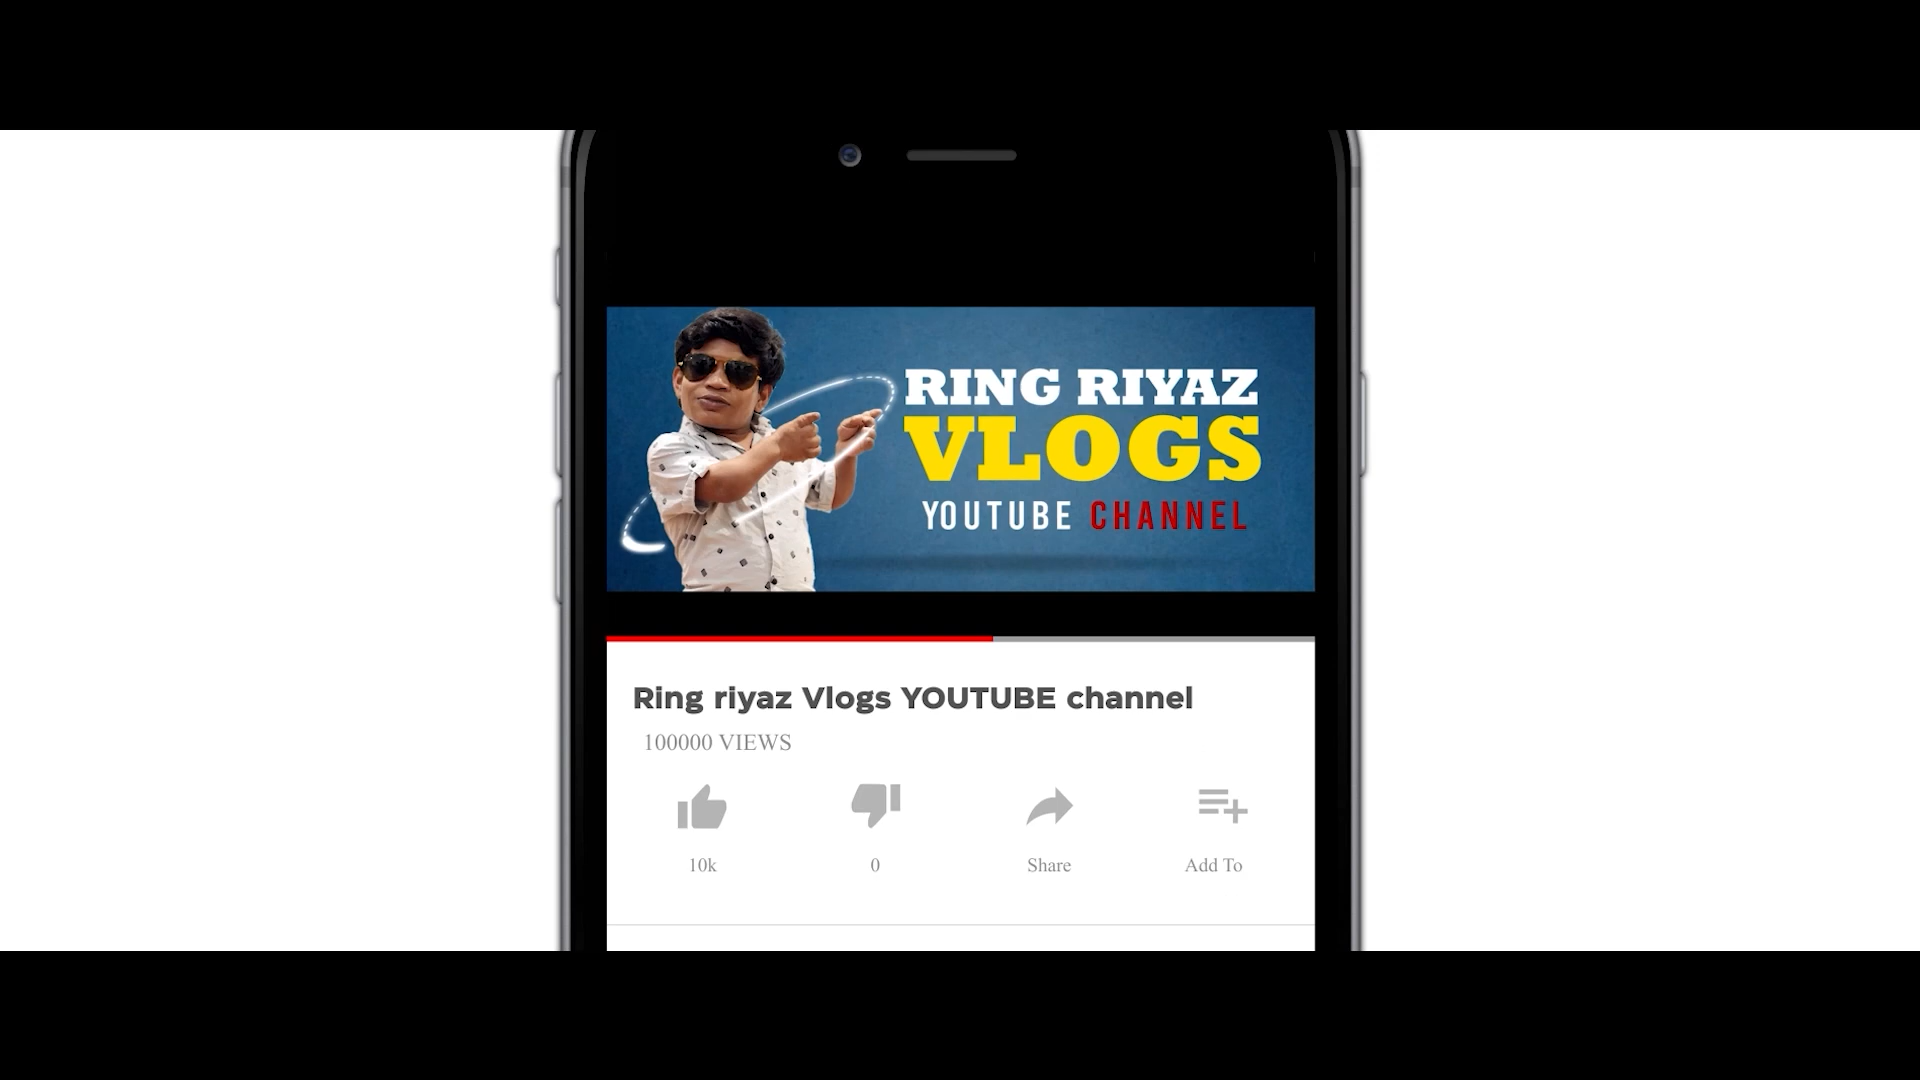 RING RIYAZ
VLOGS
YOUTUBE CHANNEL
Ring riyaz Vlogs YOUTUBE channel
100000 VIEWS
10k
0
Share
Add To